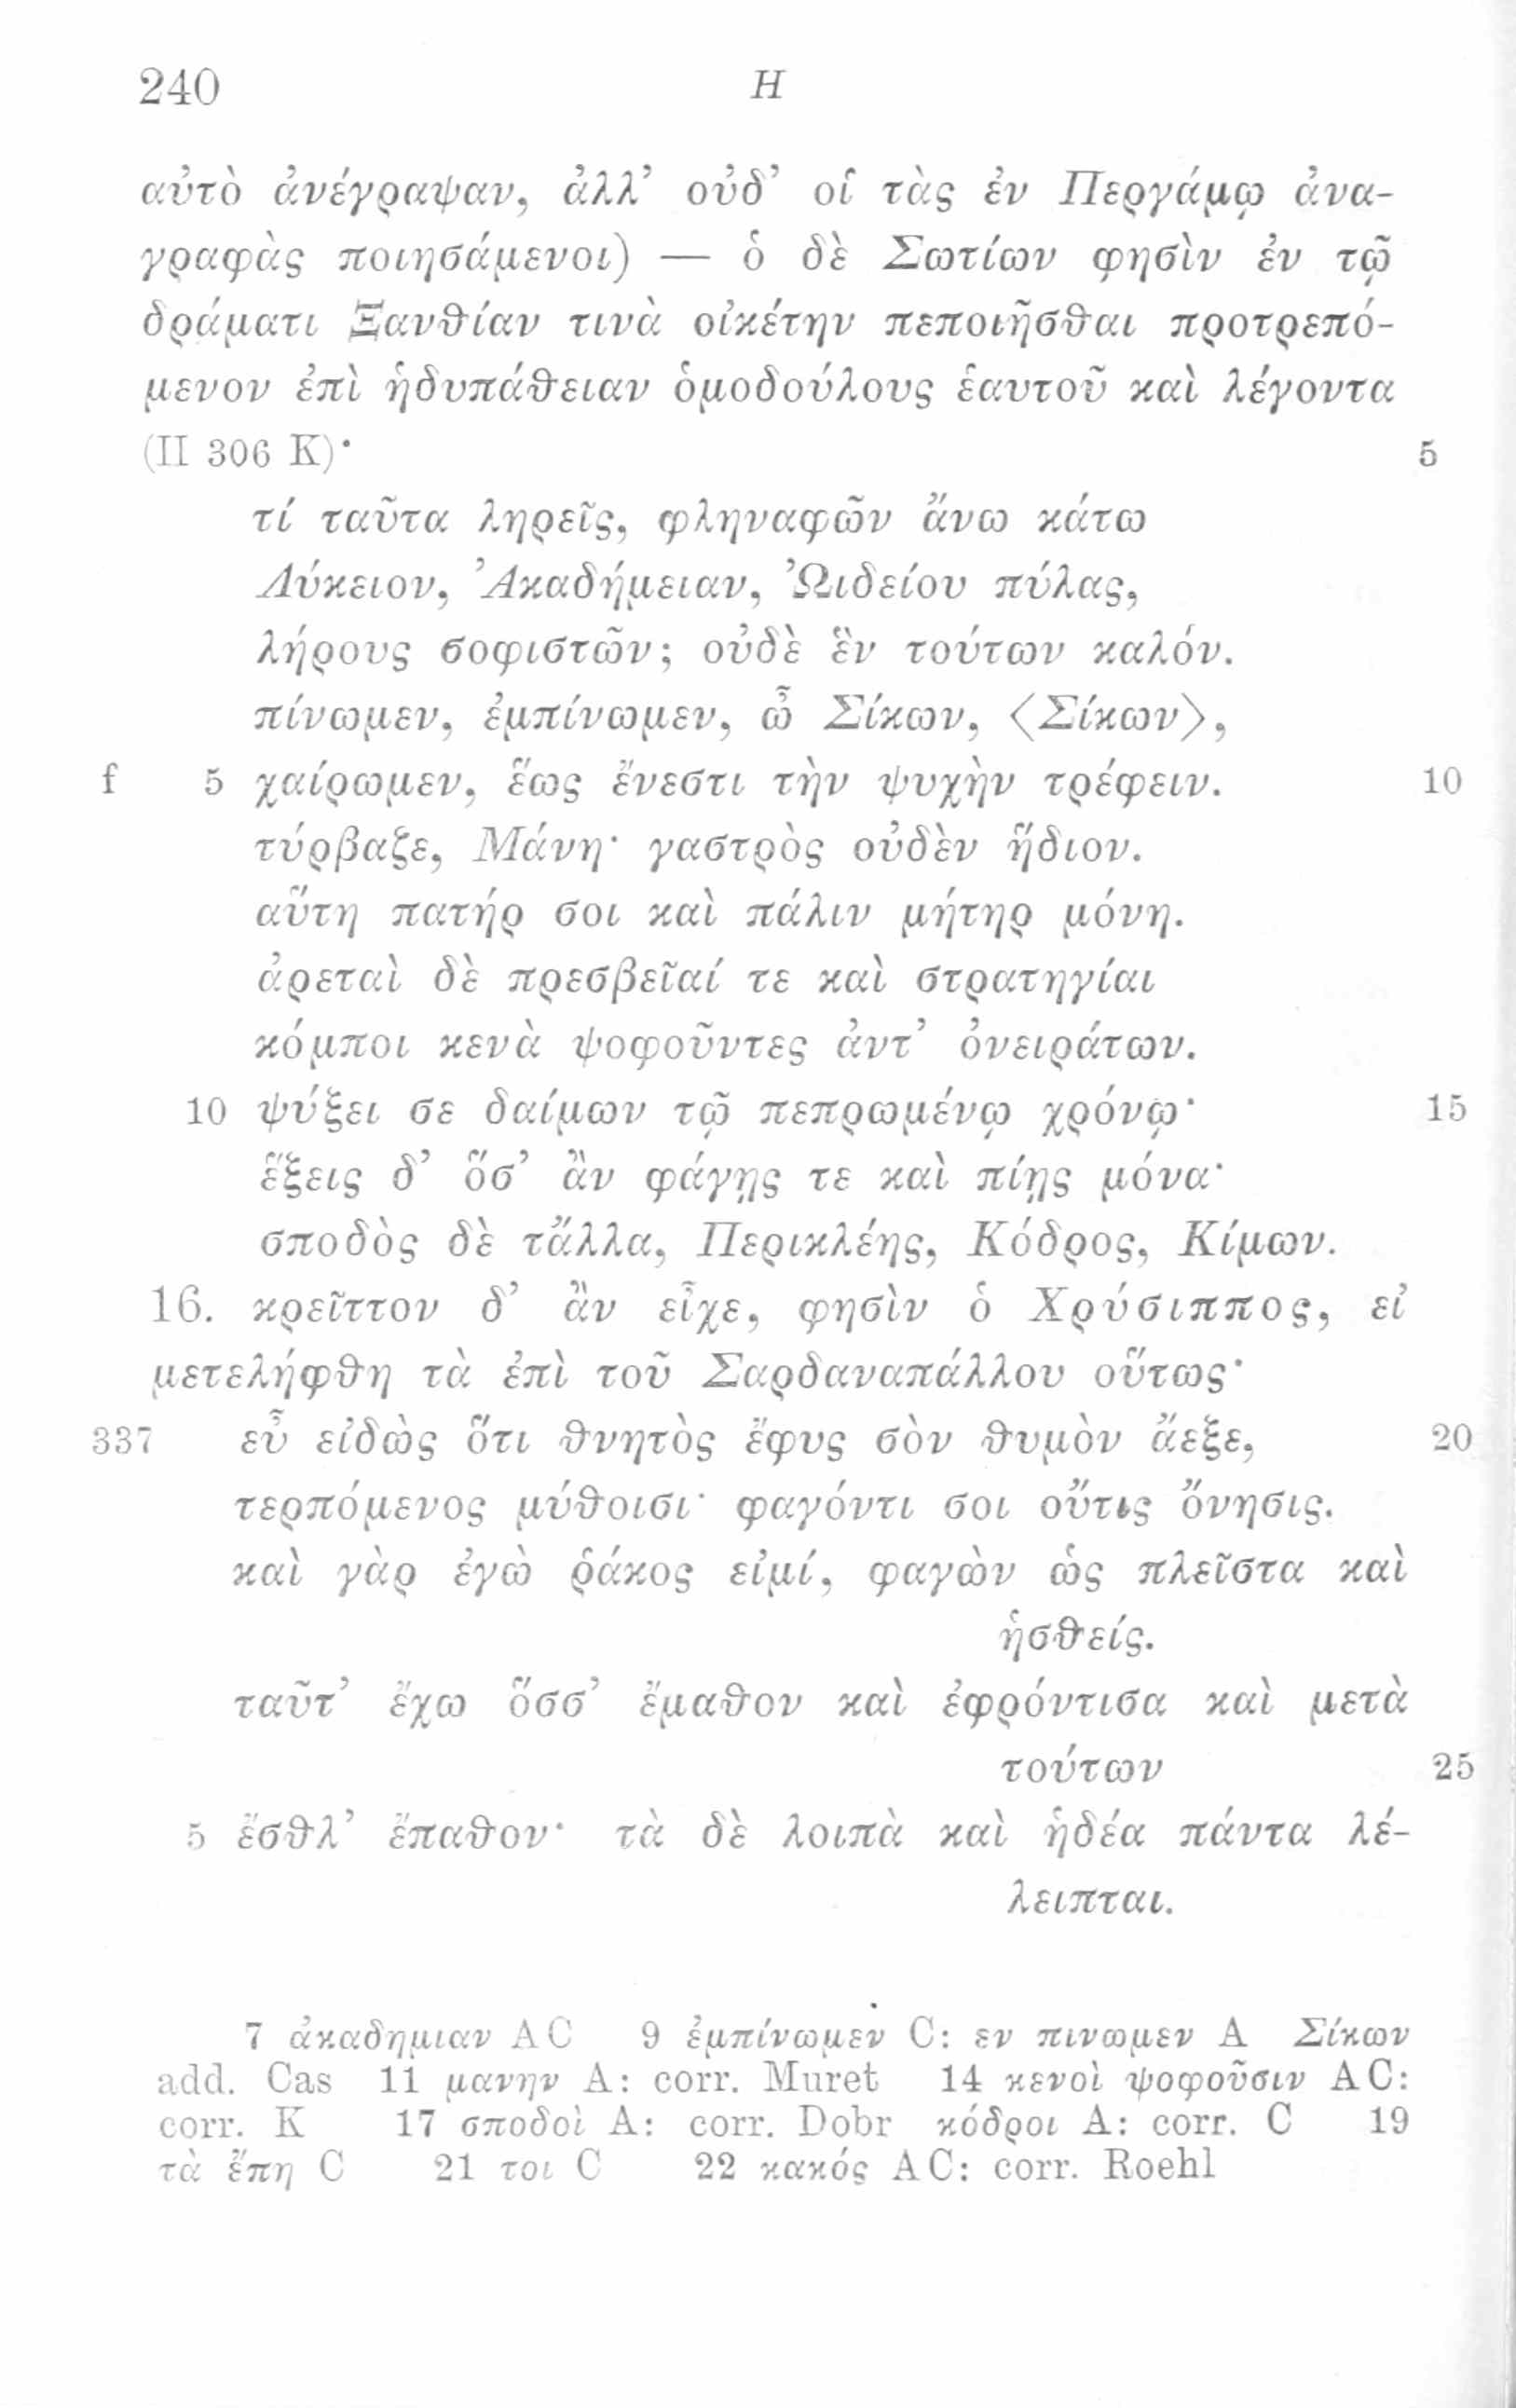 240 H
αὐτὸ ἀνέγραψαν, ἀλλ’ οὐδ’ οἱ τὰς ἐν Περγάμῳ ἀνα-
γραφὰς ποιησάμενοι) — ὁ δὲ Σωτίων φησὶν ἐν τῷ
δράματι Ξανθίαν τινὰ οἰκέτην πεποιῆσθαι προτρεπό-
μενον ἐπὶ ἡδυπάθειαν ὁμοδούλους ἑαυτοῦ καὶ λέγοντα
(II 306 K)· 5
τί ταῦτα ληρεῖς, φληναφῶν ἄνω κάτω
Λύκειον, Ἀκαδήμειαν, Ὠιδείου πύλας,
λήρους σοφιστῶν; οὐδὲ ἓν τούτων καλόν.
πίνωμεν, ἐμπίνωμεν, ὦ Σίκων, ⟨Σίκων⟩,
f 5 χαίρωμεν, ἕως ἔνεστι τὴν ψυχὴν τρέφειν. 10
τύρβαζε, Μάνη· γαστρὸς οὐδὲν ἥδιον.
αὕτη πατήρ σοι καὶ πάλιν μήτηρ μόνη.
ἀρεταὶ δὲ πρεσβεῖαί τε καὶ στρατηγίαι
κόμποι κενὰ ψοφοῦντες ἀντ’ ὀνειράτων.
10 ψύξει σε δαίμων τῷ πεπρωμένῳ χρόνῳ· 15
ἕξεις δ’ ὅσ’ ἂν φάγῃς τε καὶ πίῃς μόνα·
σποδὸς δὲ τἄλλα, Περικλέης, Κόδρος, Κίμων.
16. κρεῖττον δ’ ἂν εἶχε, φησὶν ὁ Χρύσιππος, εἰ
μετελήφθη τὰ ἐπὶ τοῦ Σαρδαναπάλλου οὕτως·
337 εὖ εἰδὼς ὅτι θνητὸς ἔφυς σὸν θυμὸν ἄεξε, 20
τερπόμενος μύθοισι· φαγόντι σοι οὔτις ὄνησις.
καὶ γὰρ ἐγὼ ῥάκος εἰμί, φαγὼν ὡς πλεῖστα καὶ
ἡσθείς.
ταῦτ’ ἔχω ὅσσ’ ἔμαθον καὶ ἐφρόντισα καὶ μετὰ
τούτων 25
5 ἔσθλ’ ἔπαθον· τὰ δὲ λοιπὰ καὶ ἡδέα πάντα λέ-
λειπται.
7 ἀκαδημιαν AC 9 ἐμπίνωμεν C: εν πινωμεν A Σίκων
add. Cas 11 μανην A: corr. Muret 14 κενοὶ ψοφοῦσιν AC:
corr. K 17 σποδοὶ A: corr. Dobr κόδροι A: corr. C 19
τὰ ἔπη C 21 τοι C 22 κακός AC: corr. Roehl